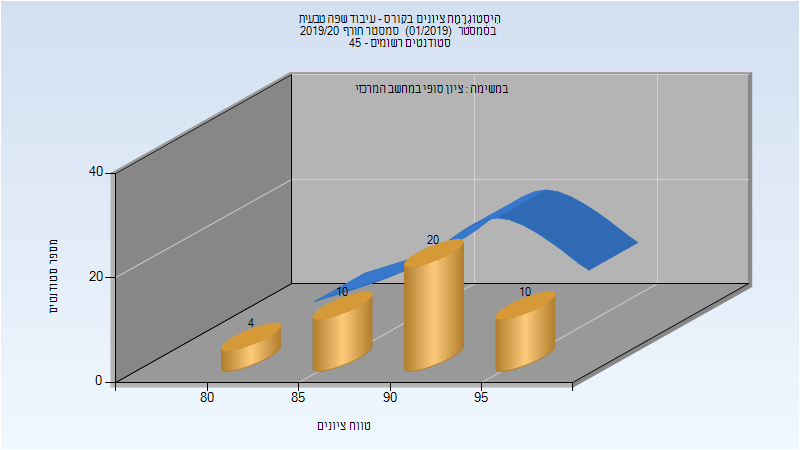 היסטוגרמת ציונים בקורס - עיבוד שפה טבעית
בסמסטר (01/2019) סמסטר חורף 2019/20
סטודנטים רשומים - 45
במשימה : ציון סופי במחשב המרכזי
מספר סטודנטים
40
20
0
4
10
20
10
80
85
90
95
טווח ציונים